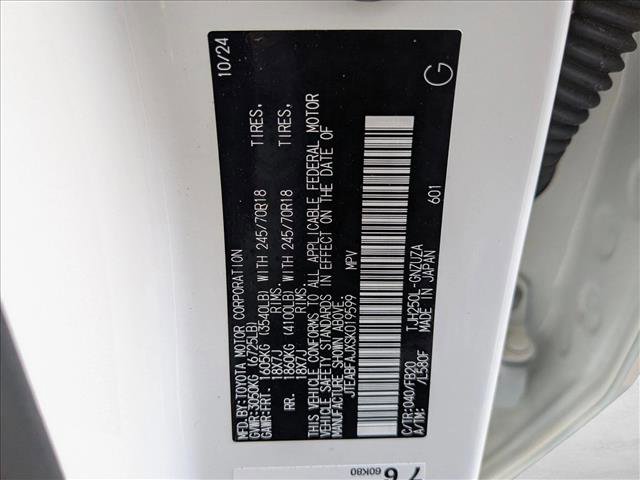 MFD.BY:TOYOTA MOTOR CORPORATION 10/24
GVWR:3050KG (6725LB)
GAWR:FRT. 1605KG (3540LB) WITH 245/70R18 TIRES,
18X7J RIMS,
RR. 1860KG (4100LB) WITH 245/70R18 TIRES,
18X7J RIMS.
THIS VEHICLE CONFORMS TO ALL APPLICABLE FEDERAL MOTOR
VEHICLE SAFETY STANDARDS IN EFFECT ON THE DATE OF
MANUFACTURE SHOWN ABOVE.
JTEABFAJXSK019599 MPV
G
C/TR:040/FB20 TJH250L-GNZUZA
A/TM: /L580F MADE IN JAPAN
601
76
60K80